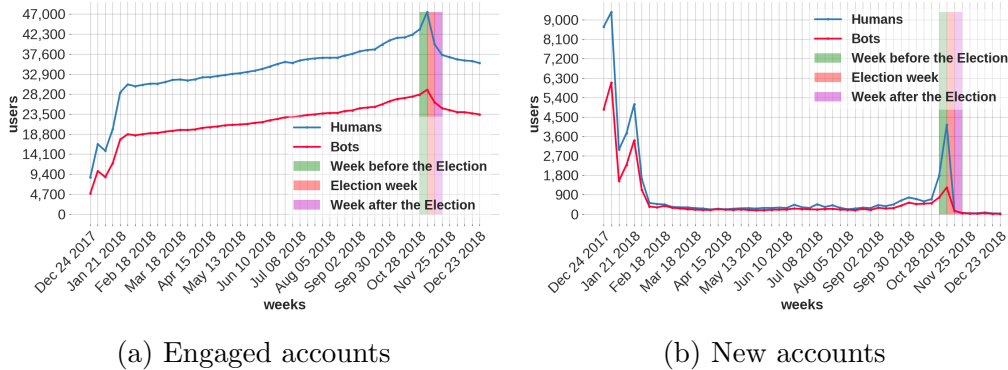 47,000
42,300
37,600
32,900
28,200
23,500
18,800
14,100
9,400
4,700
0
users
Humans
Bots
Week before the Election
Election week
Week after the Election
Dec 24 2017
Jan 21 2018
Feb 18 2018
Mar 18 2018
Apr 15 2018
May 13 2018
Jun 10 2018
Jul 08 2018
Aug 05 2018
Sep 02 2018
Sep 30 2018
Oct 28 2018
Nov 25 2018
Dec 23 2018
weeks
(a) Engaged accounts
9,000
8,100
7,200
6,300
5,400
4,500
3,600
2,700
1,800
900
0
users
Humans
Bots
Week before the Election
Election week
Week after the Election
Dec 24 2017
Jan 21 2018
Feb 18 2018
Mar 18 2018
Apr 15 2018
May 13 2018
Jun 10 2018
Jul 08 2018
Aug 05 2018
Sep 02 2018
Sep 30 2018
Oct 28 2018
Nov 25 2018
Dec 23 2018
weeks
(b) New accounts